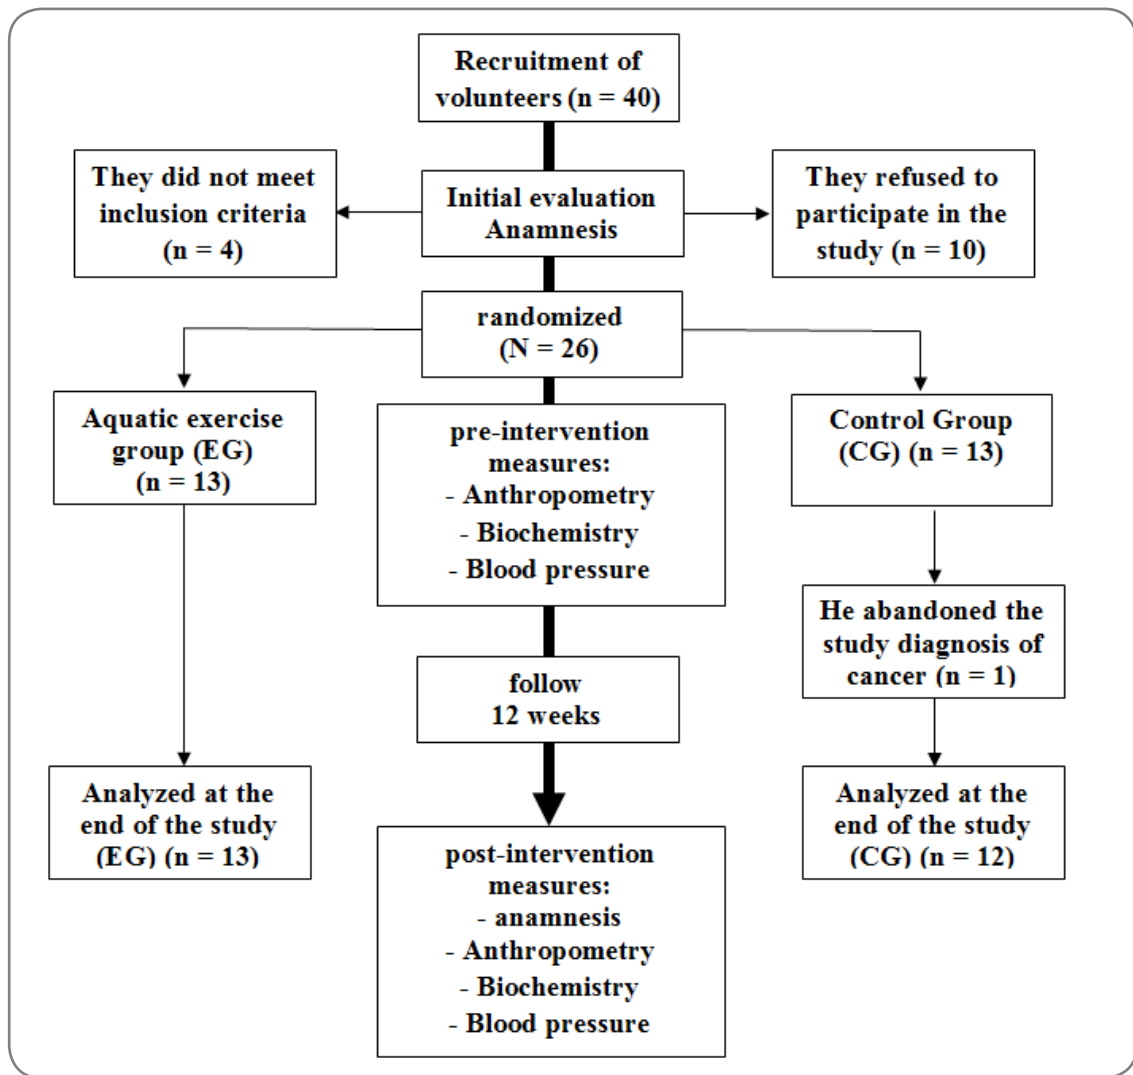 Recruitment of
volunteers (n = 40)
They did not meet
inclusion criteria
(n = 4)
Initial evaluation
Anamnesis
They refused to
participate in the
study (n = 10)
randomized
(N = 26)
Aquatic exercise
group (EG)
(n = 13)
pre-intervention
measures:
- Anthropometry
- Biochemistry
- Blood pressure
Control Group
(CG) (n = 13)
He abandoned the
study diagnosis of
cancer (n = 1)
follow
12 weeks
Analyzed at the
end of the study
(EG) (n = 13)
post-intervention
measures:
- anamnesis
- Anthropometry
- Biochemistry
- Blood pressure
Analyzed at the
end of the study
(CG) (n = 12)